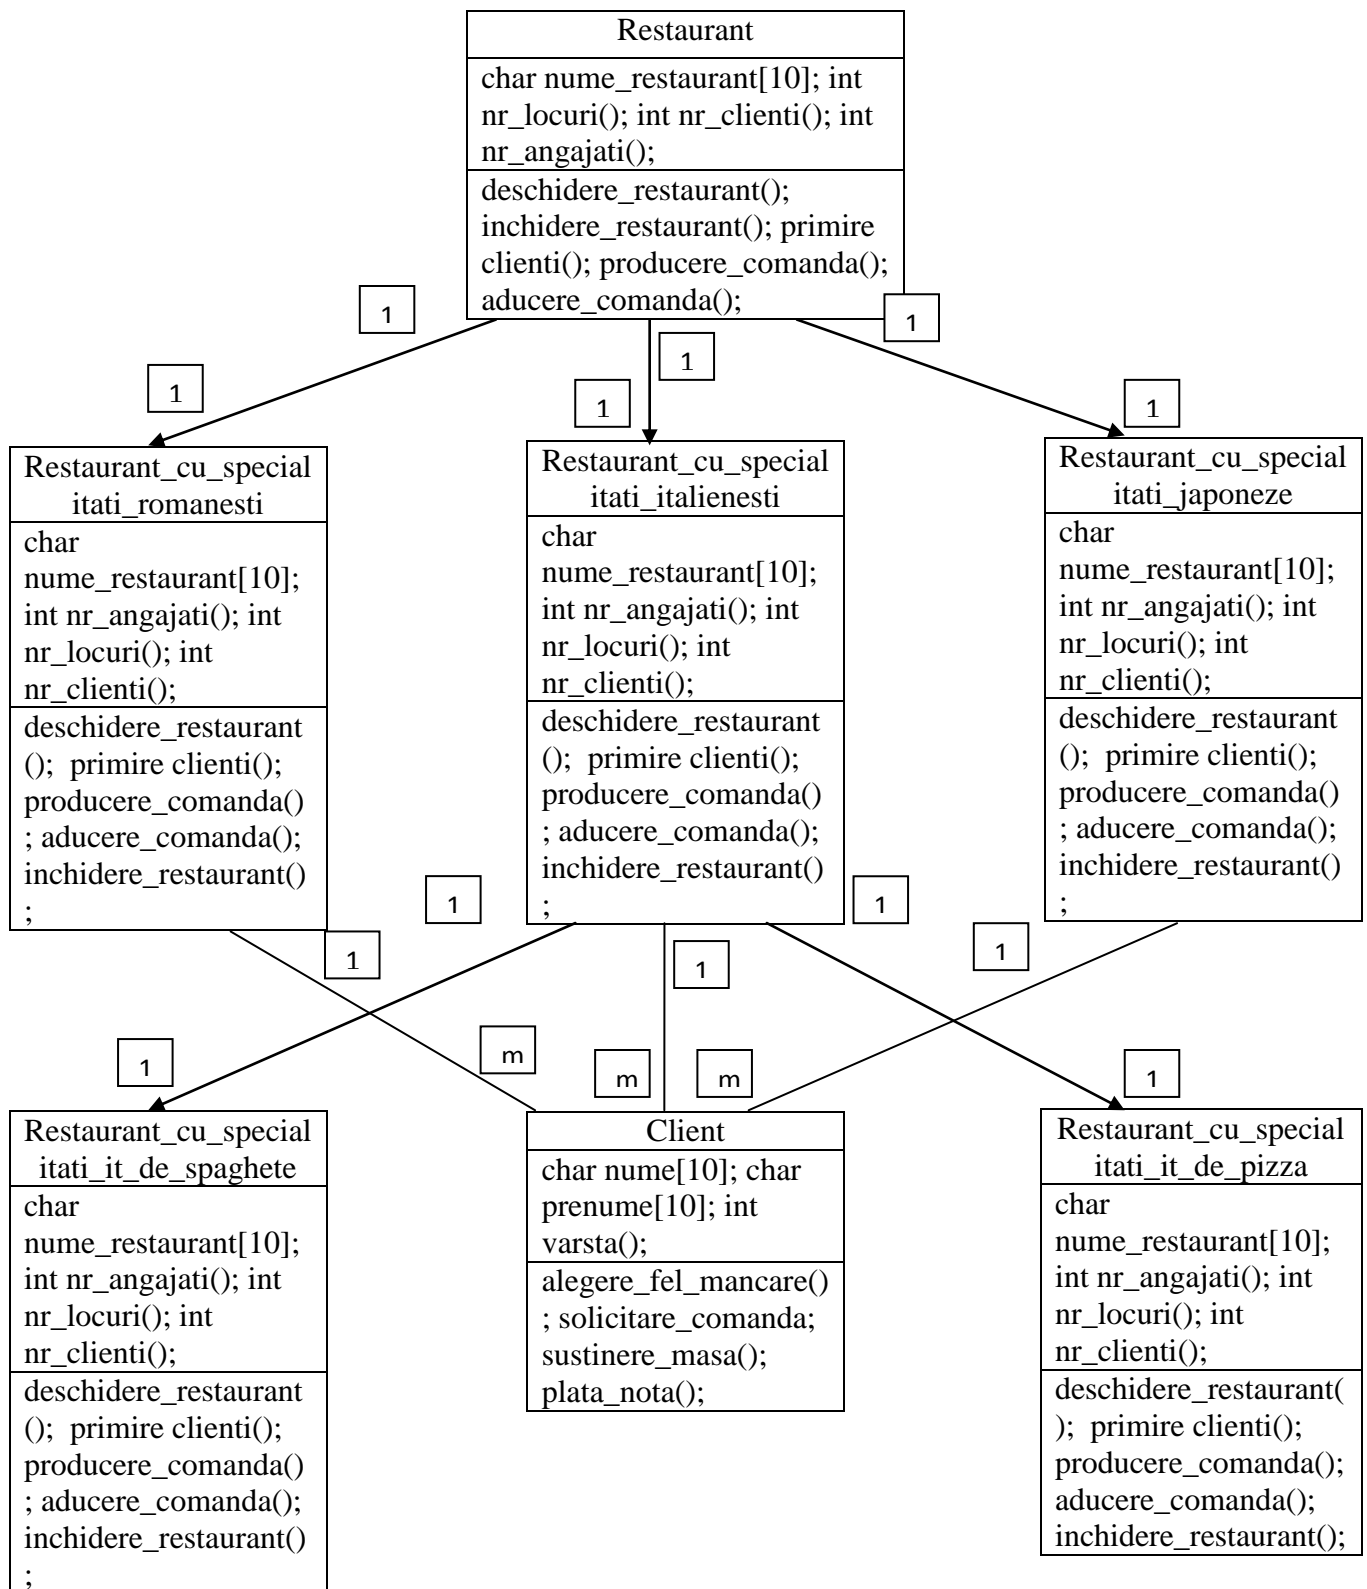 Restaurant
char nume_restaurant[10]; int
nr_locuri(); int nr_clienti(); int
nr_angajati();
deschidere_restaurant();
inchidere_restaurant(); primire
clienti(); producere_comanda();
aducere_comanda();
1
1
1
1
1
1
Restaurant_cu_special
itati_romanesti
char
nume_restaurant[10];
int nr_angajati(); int
nr_locuri(); int
nr_clienti();
deschidere_restaurant
();  primire clienti();
producere_comanda()
; aducere_comanda();
inchidere_restaurant()
;
Restaurant_cu_special
itati_italienesti
char
nume_restaurant[10];
int nr_angajati(); int
nr_locuri(); int
nr_clienti();
deschidere_restaurant
();  primire clienti();
producere_comanda()
; aducere_comanda();
inchidere_restaurant()
;
Restaurant_cu_special
itati_japoneze
char
nume_restaurant[10];
int nr_angajati(); int
nr_locuri(); int
nr_clienti();
deschidere_restaurant
();  primire clienti();
producere_comanda()
; aducere_comanda();
inchidere_restaurant()
;
1
1
1
1
1
1
m
m
m
1
Restaurant_cu_special
itati_it_de_spaghete
char
nume_restaurant[10];
int nr_angajati(); int
nr_locuri(); int
nr_clienti();
deschidere_restaurant
();  primire clienti();
producere_comanda()
; aducere_comanda();
inchidere_restaurant()
;
Client
char nume[10]; char
prenume[10]; int
varsta();
alegere_fel_mancare()
; solicitare_comanda;
sustinere_masa();
plata_nota();
Restaurant_cu_special
itati_it_de_pizza
char
nume_restaurant[10];
int nr_angajati(); int
nr_locuri(); int
nr_clienti();
deschidere_restaurant(
);  primire clienti();
producere_comanda();
aducere_comanda();
inchidere_restaurant();